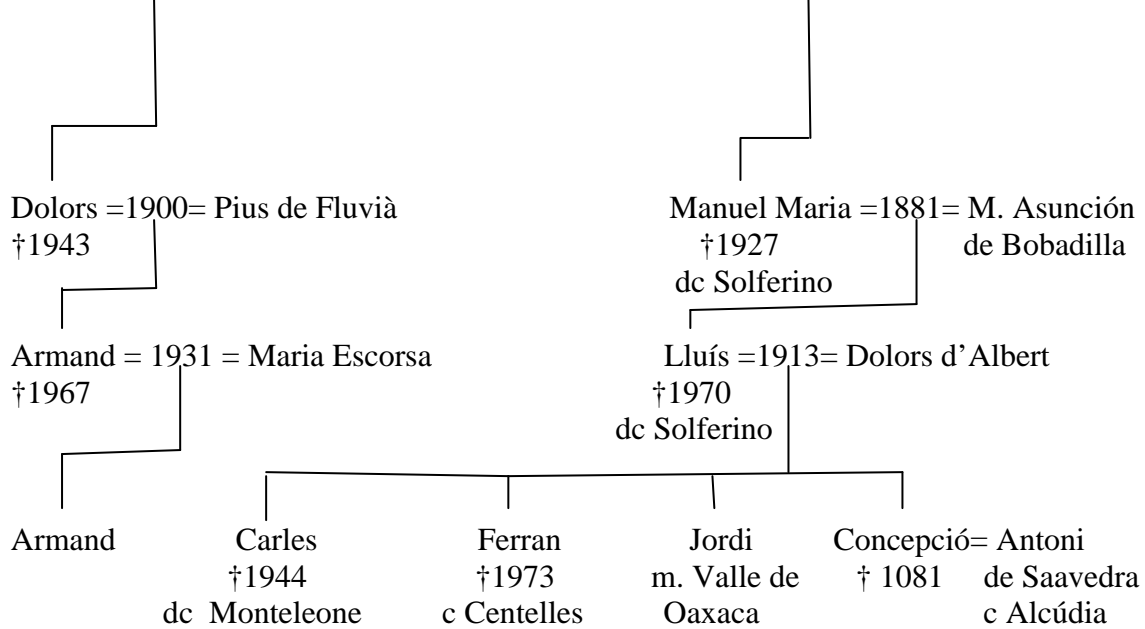 Dolors =1900= Pius de Fluvià
†1943
Manuel Maria =1881= M. Asunción
†1927 de Bobadilla
dc Solferino
Armand = 1931 = Maria Escorsa
†1967
Lluís =1913= Dolors d’Albert
†1970
dc Solferino
Armand
Carles
†1944
dc Monteleone
Ferran
†1973
c Centelles
Jordi
m. Valle de
Oaxaca
Concepció= Antoni
† 1081 de Saavedra
c Alcúdia